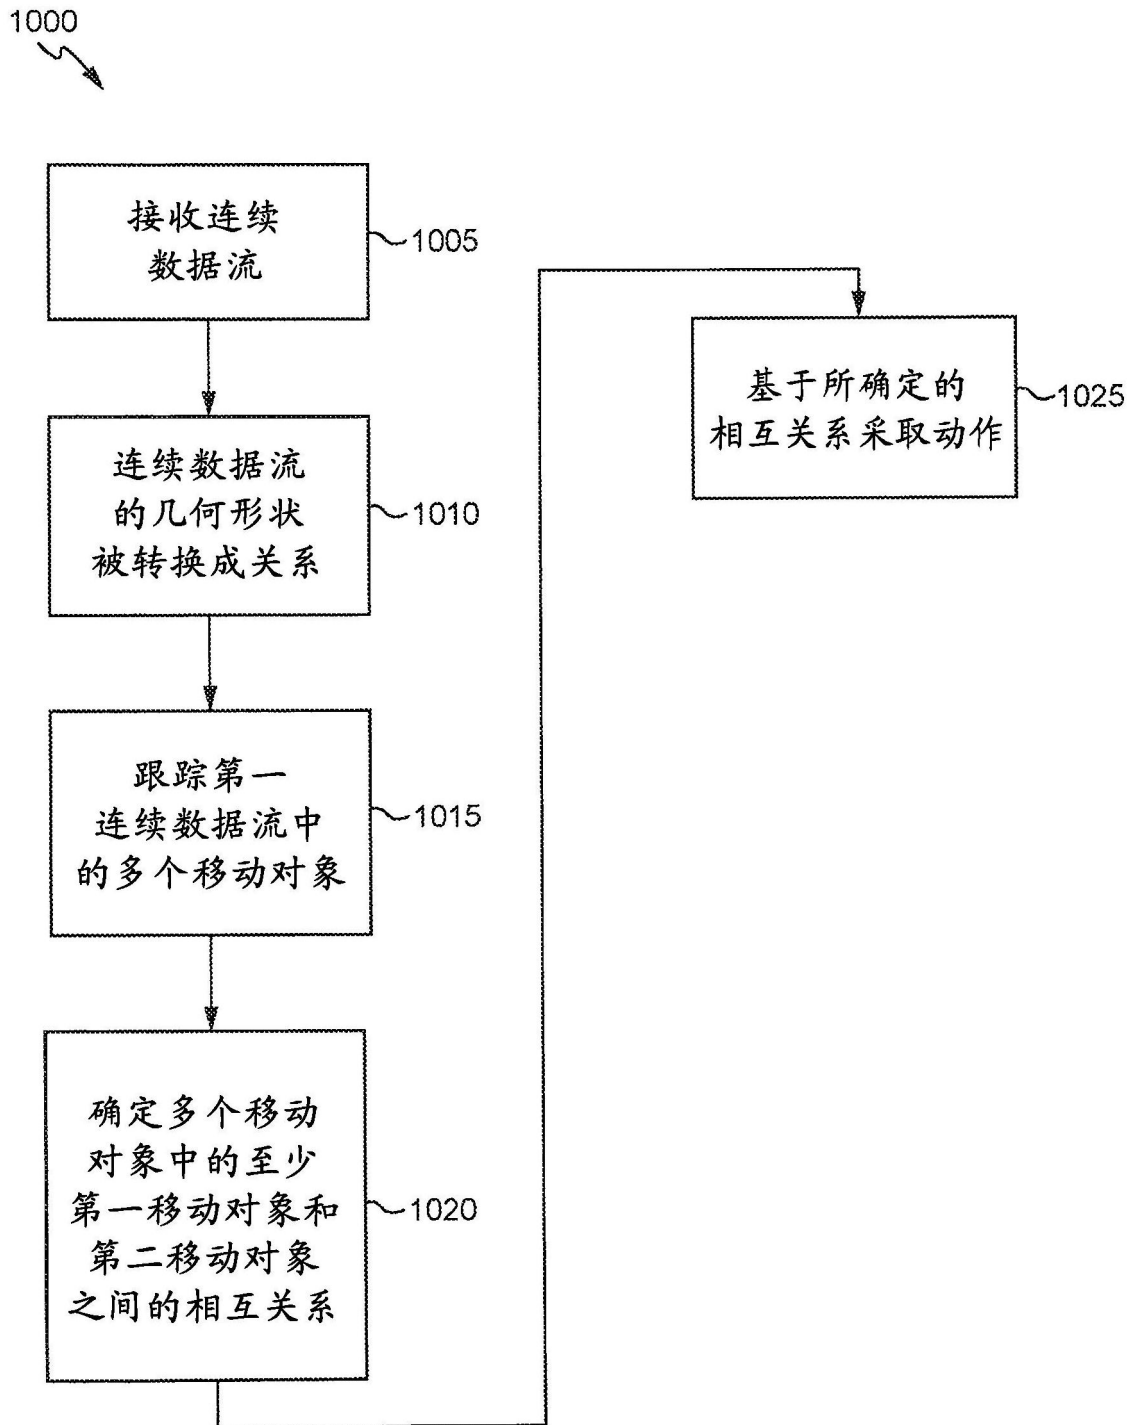 1000
接收连续
数据流
1005
连续数据流
的几何形状
被转换成关系
1010
跟踪第一
连续数据流中
的多个移动对象
1015
确定多个移动
对象中的至少
第一移动对象和
第二移动对象
之间的相互关系
1020
基于所确定的
相互关系采取动作
1025